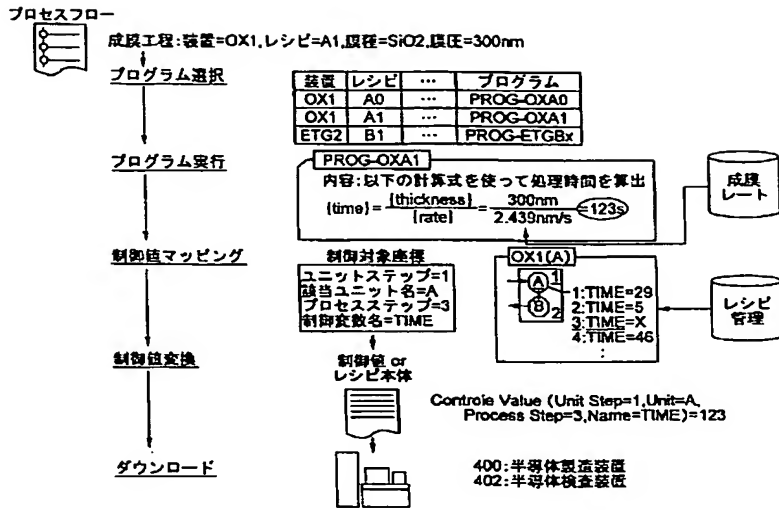 プロセスフロー
成膜工程:装置=OX1,レシピ=A1,膜種=SiO2,膜圧=300nm
プログラム選択
装置 レシピ … プログラム
OX1 A0 … PROG-OXA0
OX1 A1 … PROG-OXA1
ETG2 B1 … PROG-ETGBx
プログラム実行
PROG-OXA1
内容:以下の計算式を使って処理時間を算出
{time}={thickness}/{rate}=300nm/2.439nm/s=123s
成膜
レート
制御値マッピング
制御対象座標
ユニットステップ=1
該当ユニット名=A
プロセスステップ=3
制御変数名=TIME
OX1(A)
A 1
B 2
1:TIME=29
2:TIME=5
3:TIME=X
4:TIME=46
:
レシピ
管理
制御値変換
制御値 or
レシピ本体
Controle Value (Unit Step=1,Unit=A,
Process Step=3,Name=TIME)=123
ダウンロード
400:半導体製造装置
402:半導体検査装置